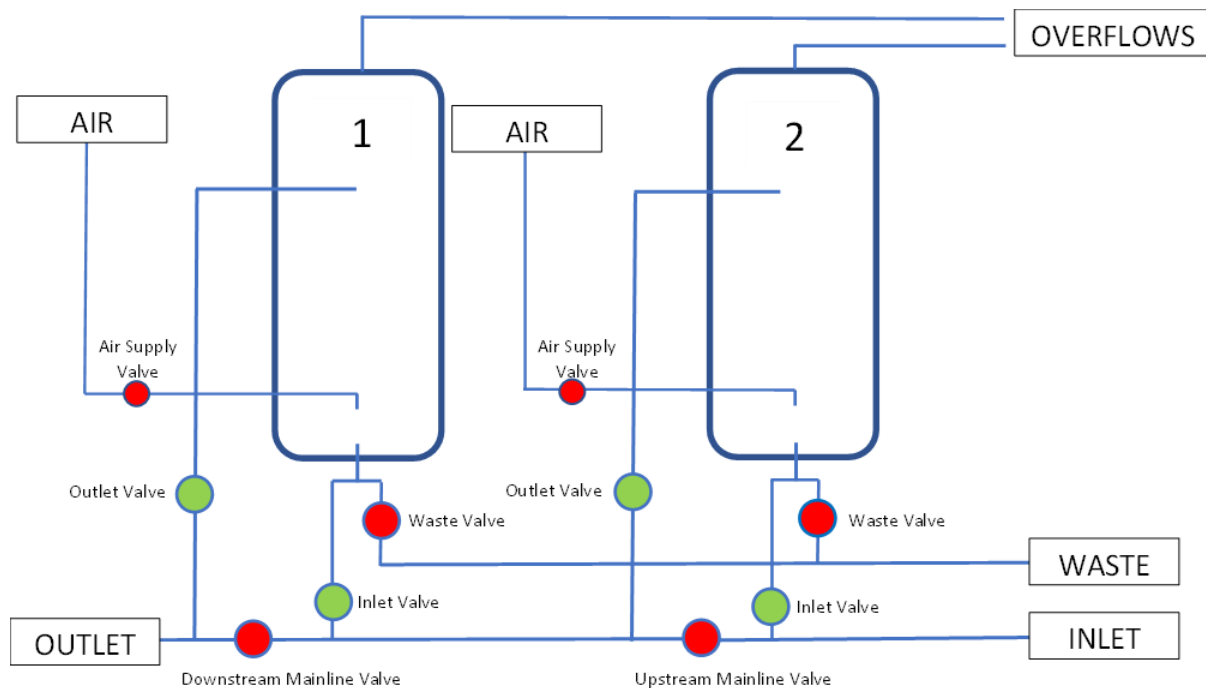 OVERFLOWS
AIR
1
AIR
2
Air Supply
Valve
Air Supply
Valve
Outlet Valve
Waste Valve
Outlet Valve
Waste Valve
WASTE
Inlet Valve
Inlet Valve
OUTLET
INLET
Downstream Mainline Valve
Upstream Mainline Valve